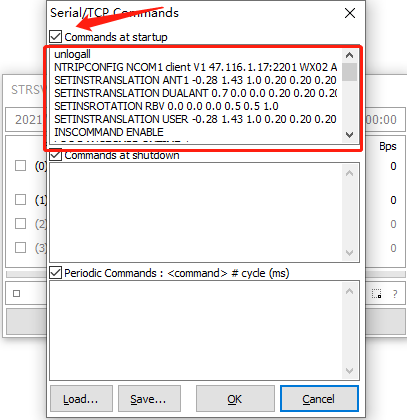 Serial/TCP Commands
Commands at startup
unlogall
NTRIPCONFIG NCOM1 client V1 47.116.1.17:2201 WX02 A
SETINSTRANSLATION ANT1 -0.28 1.43 1.0 0.20 0.20 0.20
SETINSTRANSLATION DUALANT 0.7 0.0 0.0 0.20 0.20 0.20
SETINSROTATION RBV 0.0 0.0 0.0 0.5 0.5 1.0
SETINSTRANSLATION USER -0.28 1.43 1.0 0.20 0.20 0.20
INSCOMMAND ENABLE
Commands at shutdown
Periodic Commands : <command> # cycle (ms)
Load...
Save...
OK
Cancel
STRSV
2021
:00:00
Bps
(0)
0
(1)
0
(2)
0
(3)
0
?